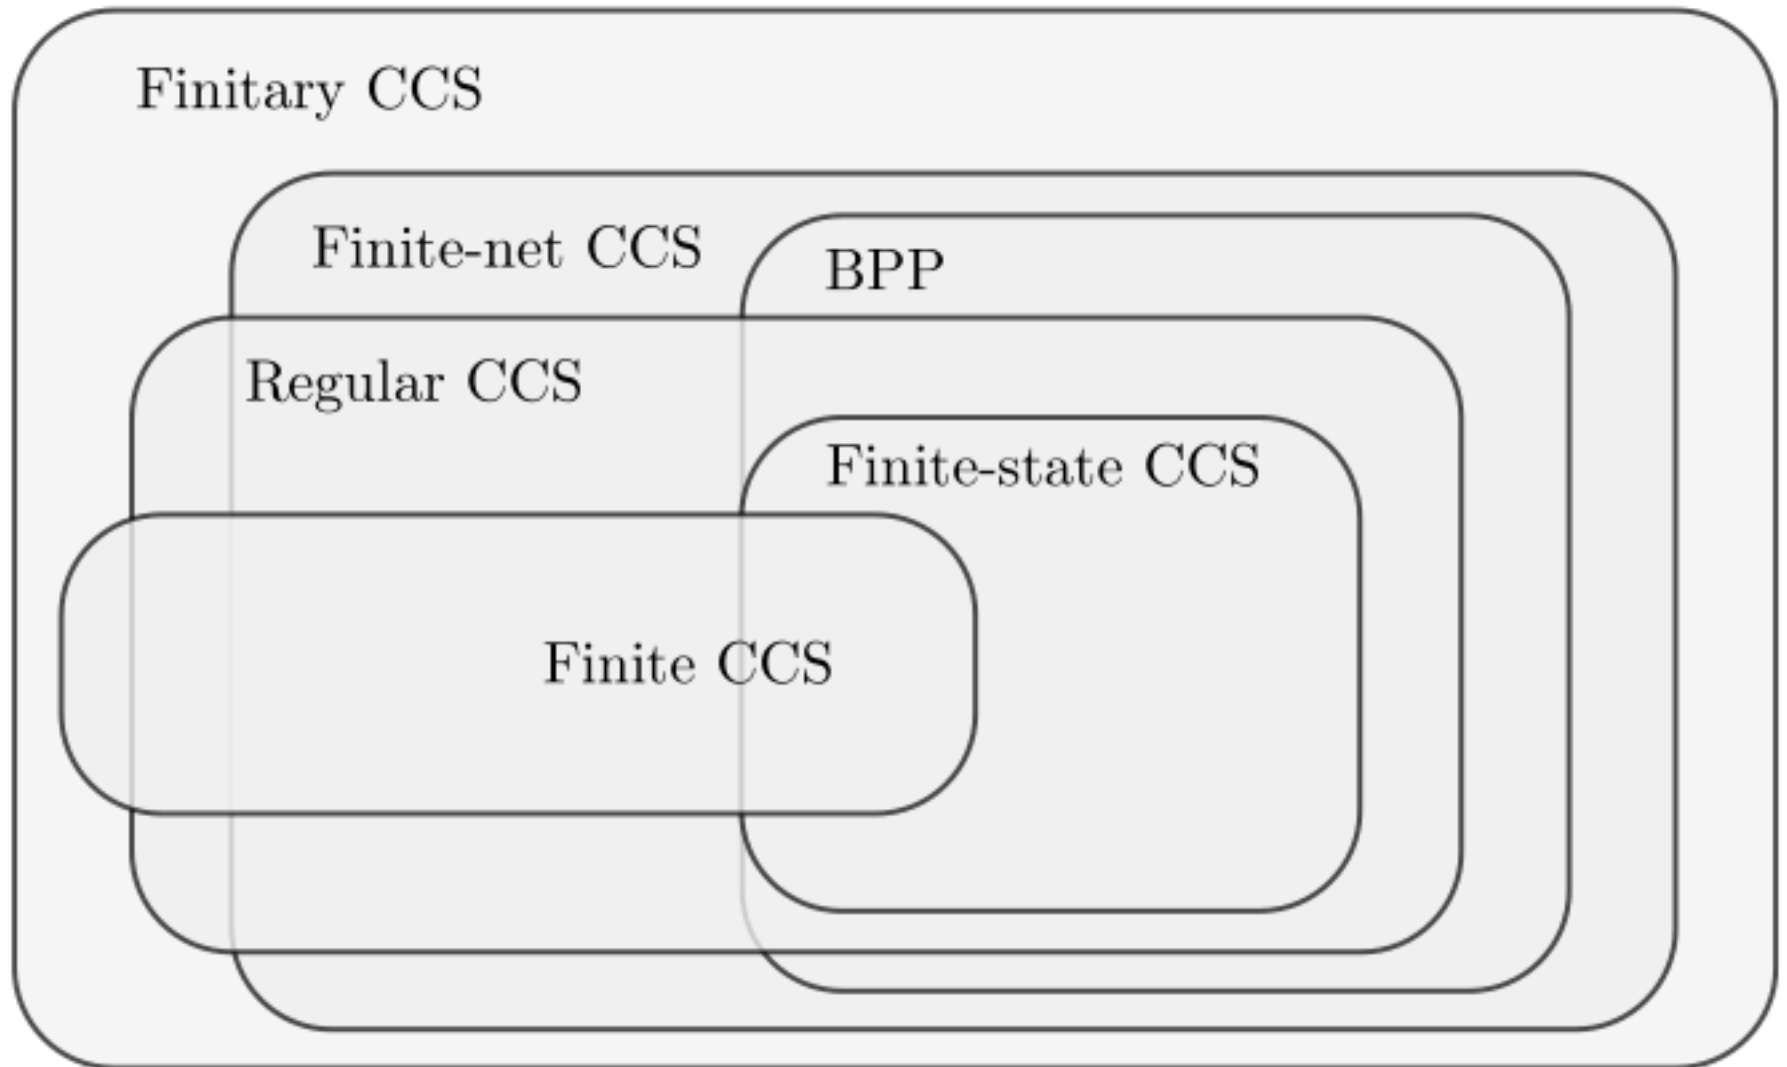 Finitary CCS
Finite-net CCS
BPP
Regular CCS
Finite-state CCS
Finite CCS